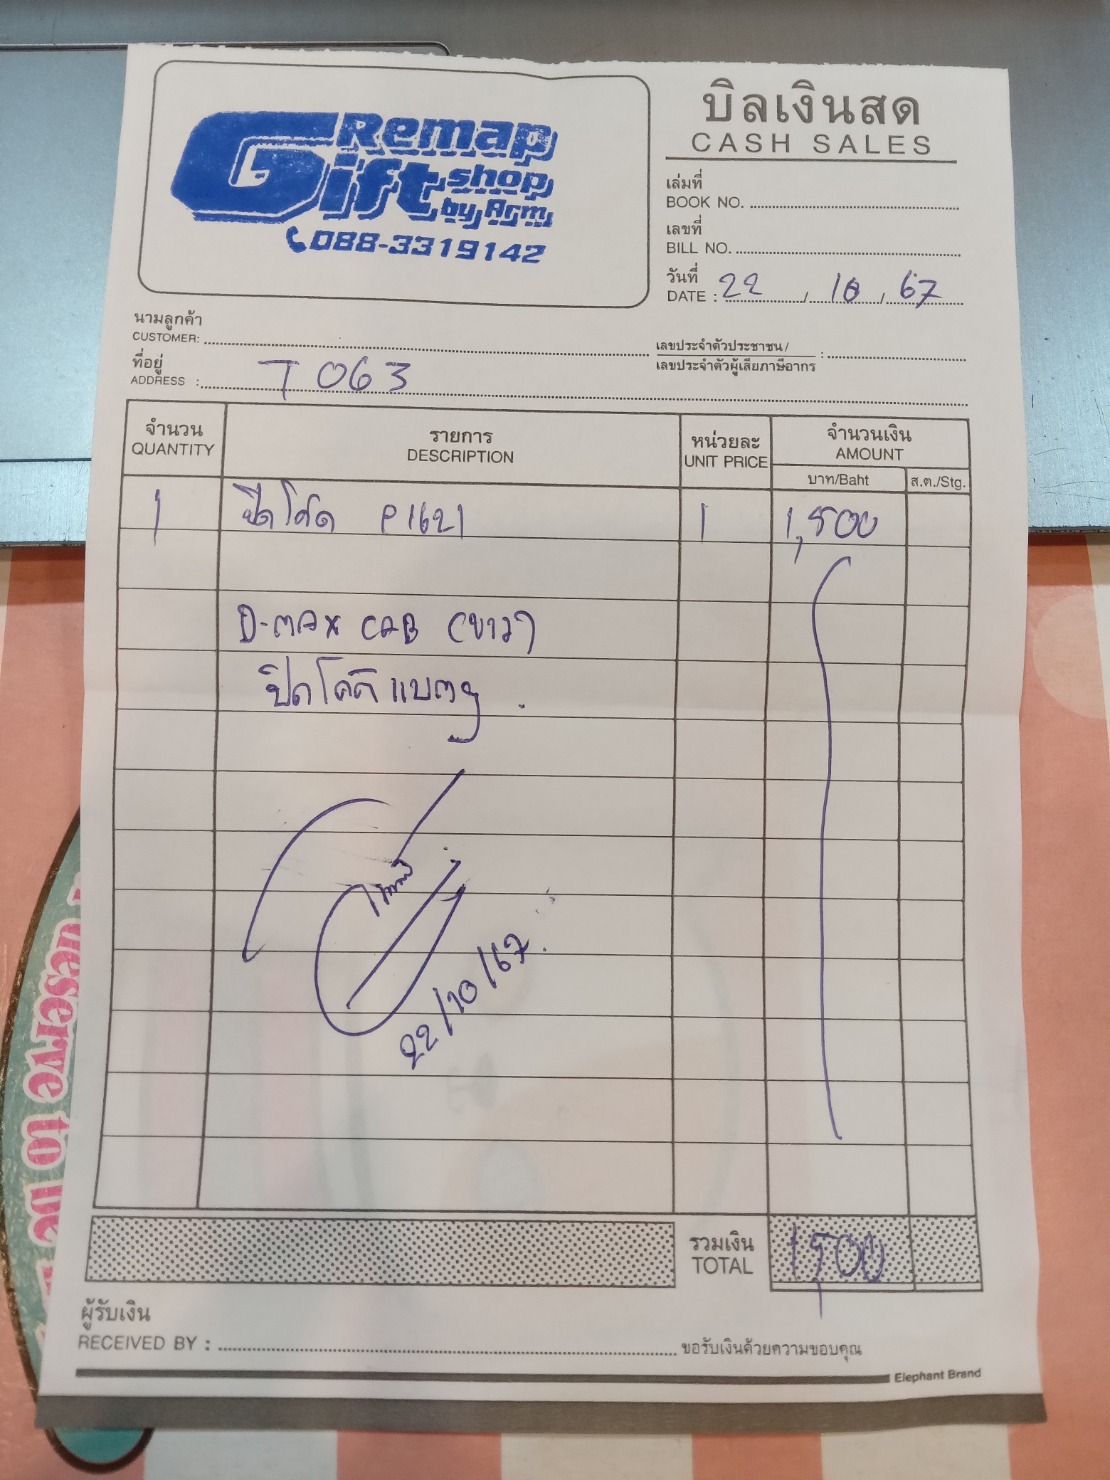 Remap
Gift shop
by Arm
088-3319142
บิลเงินสด
CASH SALES
เล่มที่
BOOK NO.
เลขที่
BILL NO.
วันที่
DATE : 22 / 10 / 67
นามลูกค้า
CUSTOMER:
เลขประจำตัวประชาชน /
เลขประจำตัวผู้เสียภาษีอากร :
ที่อยู่
ADDRESS : T 063
จำนวน
QUANTITY
รายการ
DESCRIPTION
หน่วยละ
UNIT PRICE
จำนวนเงิน
AMOUNT
บาท/Baht
ส.ต./Stg.
1 ปิดโค้ด P1621 1 1,500
D-MAX CAB (ขาว)
ปิดโค้ด
22/10/67.
รวมเงิน
TOTAL 1,500
ผู้รับเงิน
RECEIVED BY :
ขอรับเงินด้วยความขอบคุณ
Elephant Brand
deserve to be